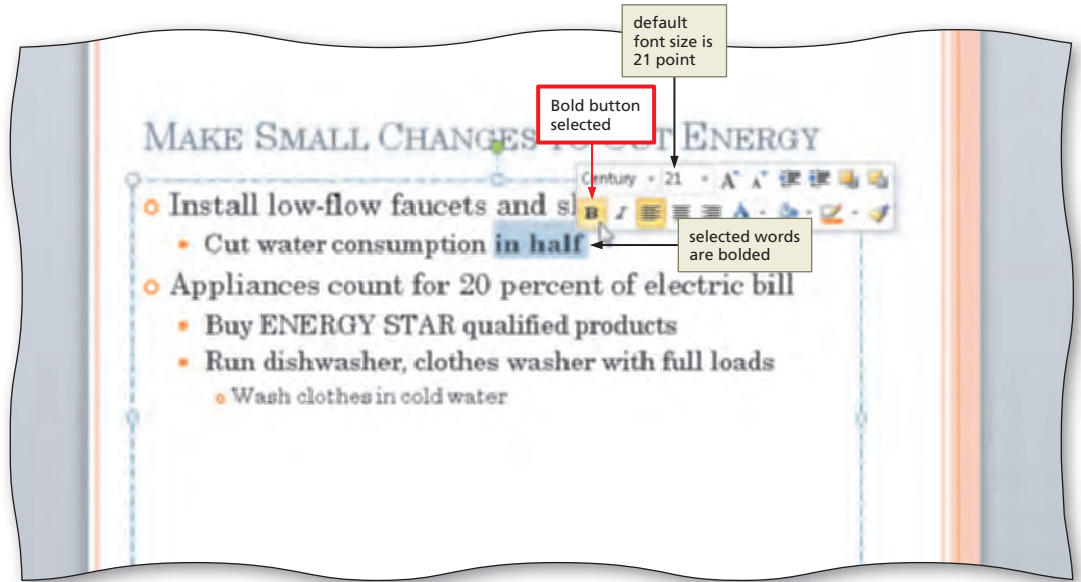 default
font size is
21 point
Bold button
selected
MAKE SMALL CHANGES TO CUT ENERGY
Century 21 A A
Install low-flow faucets and
B I A
Cut water consumption in half
selected words
are bolded
Appliances count for 20 percent of electric bill
Buy ENERGY STAR qualified products
Run dishwasher, clothes washer with full loads
Wash clothes in cold water